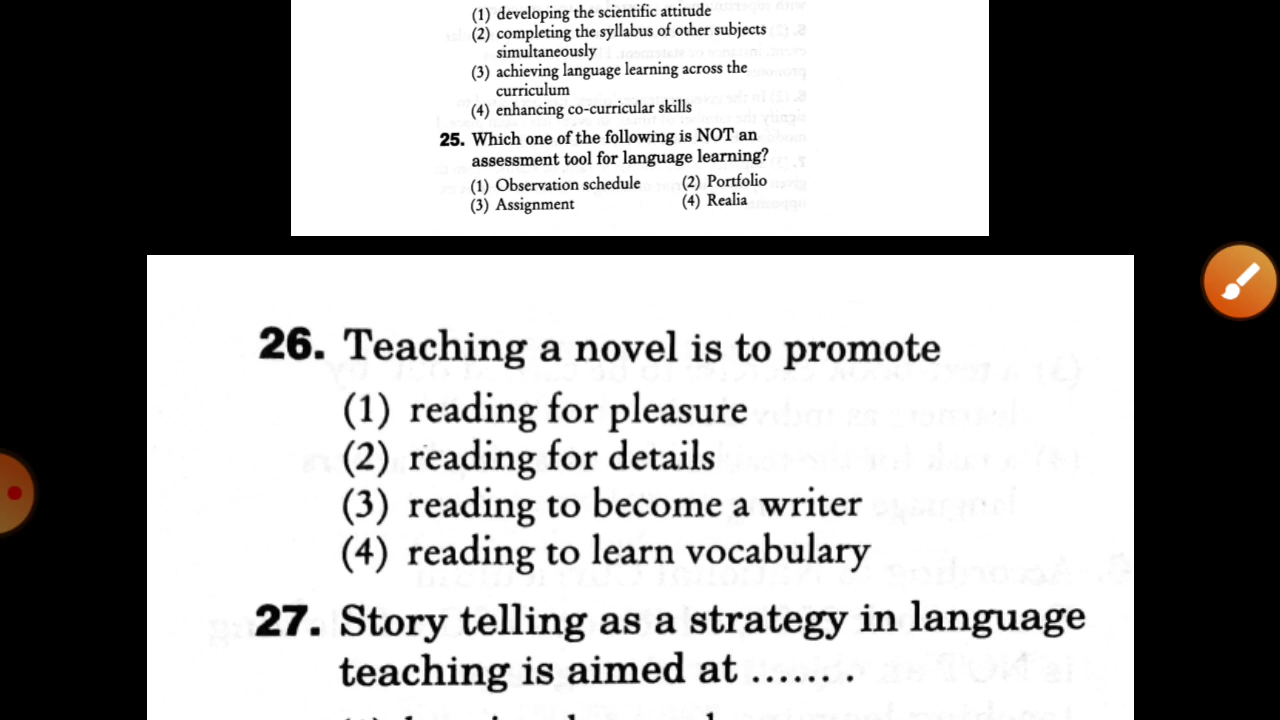 (1) developing the scientific attitude
(2) completing the syllabus of other subjects
simultaneously
(3) achieving language learning across the
curriculum
(4) enhancing co-curricular skills
25. Which one of the following is NOT an
assessment tool for language learning?
(1) Observation schedule (2) Portfolio
(3) Assignment (4) Realia
26. Teaching a novel is to promote
(1) reading for pleasure
(2) reading for details
(3) reading to become a writer
(4) reading to learn vocabulary
27. Story telling as a strategy in language
teaching is aimed at ........